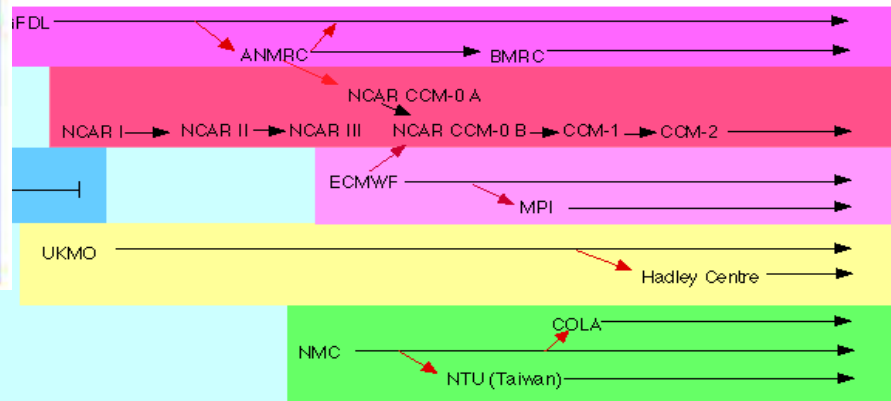 iFDL
ANMRC BMRC
NCAR CCM-0 A
NCAR I NCAR II NCAR III NCAR CCM-0 B CCM-1 CCM-2
ECMWF
MPI
UKMO
Hadley Centre
COLA
NMC
NTU (Taiwan)